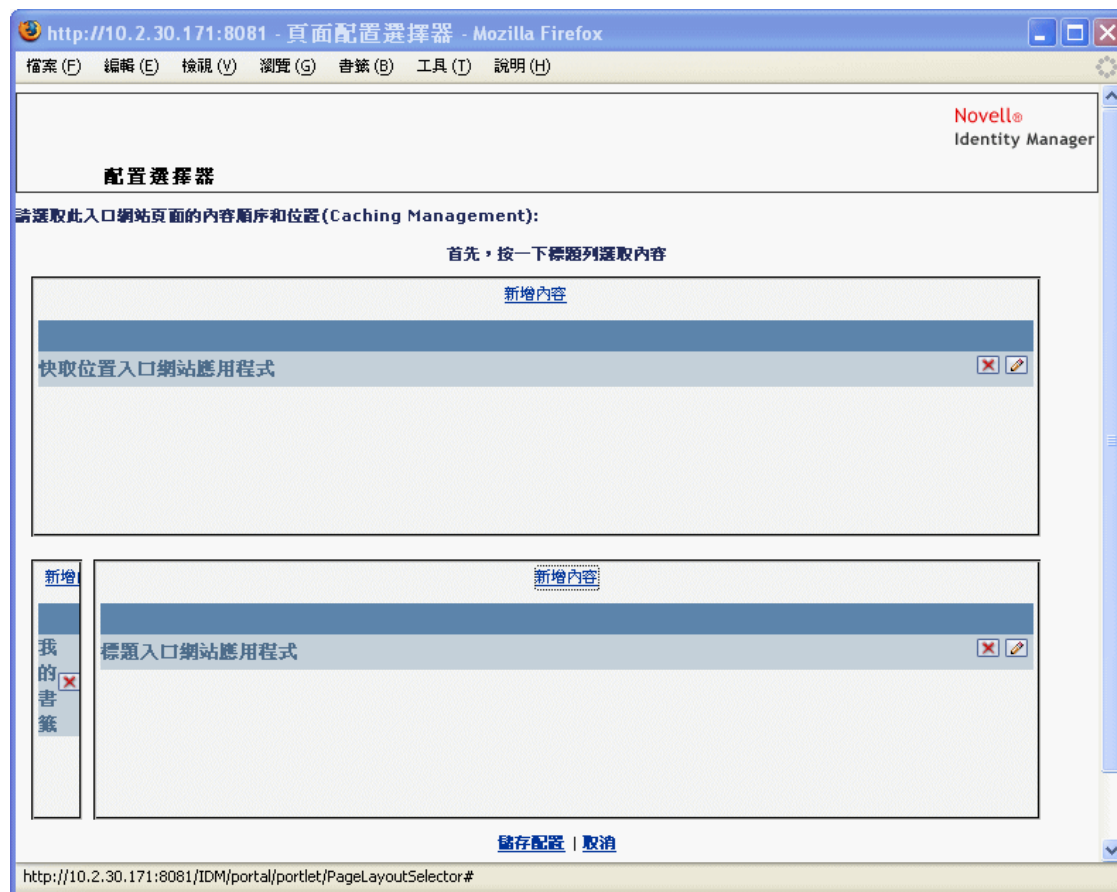 http://10.2.30.171:8081 - 頁面配置選擇器 - Mozilla Firefox
檔案(F) 編輯(E) 檢視(V) 瀏覽(G) 書籤(B) 工具(T) 說明(H)
Novell®
Identity Manager
配置選擇器
請選取此入口網站頁面的內容順序和位置(Caching Management):
首先，按一下標題列選取內容
新增內容
快取位置入口網站應用程式
新增
新增內容
我的書籤
標題入口網站應用程式
儲存配置 | 取消
http://10.2.30.171:8081/IDM/portal/portlet/PageLayoutSelector#